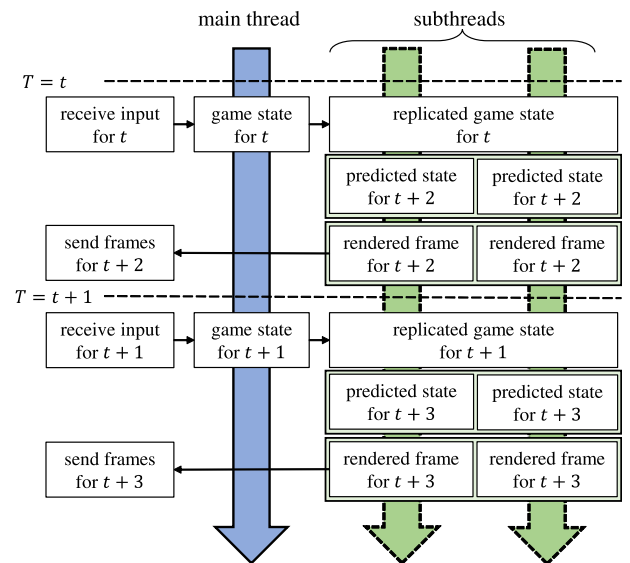 main thread
subthreads
T = t
receive input
for t
game state
for t
replicated game state
for t
predicted state
for t + 2
predicted state
for t + 2
send frames
for t + 2
rendered frame
for t + 2
rendered frame
for t + 2
T = t + 1
receive input
for t + 1
game state
for t + 1
replicated game state
for t + 1
predicted state
for t + 3
predicted state
for t + 3
send frames
for t + 3
rendered frame
for t + 3
rendered frame
for t + 3